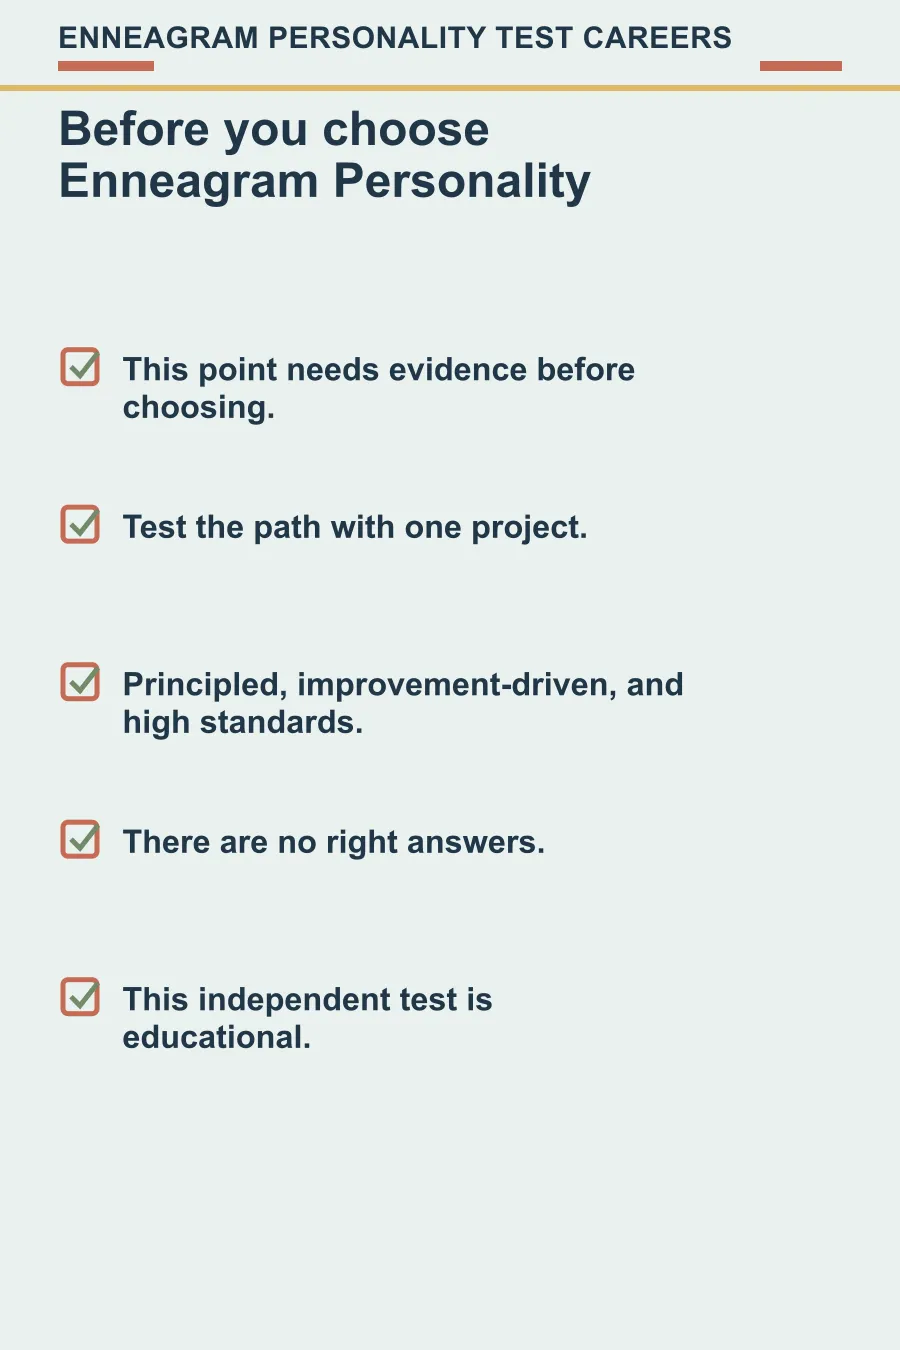 ENNEAGRAM PERSONALITY TEST CAREERS
Before you choose
Enneagram Personality
This point needs evidence before
choosing.
Test the path with one project.
Principled, improvement-driven, and
high standards.
There are no right answers.
This independent test is
educational.